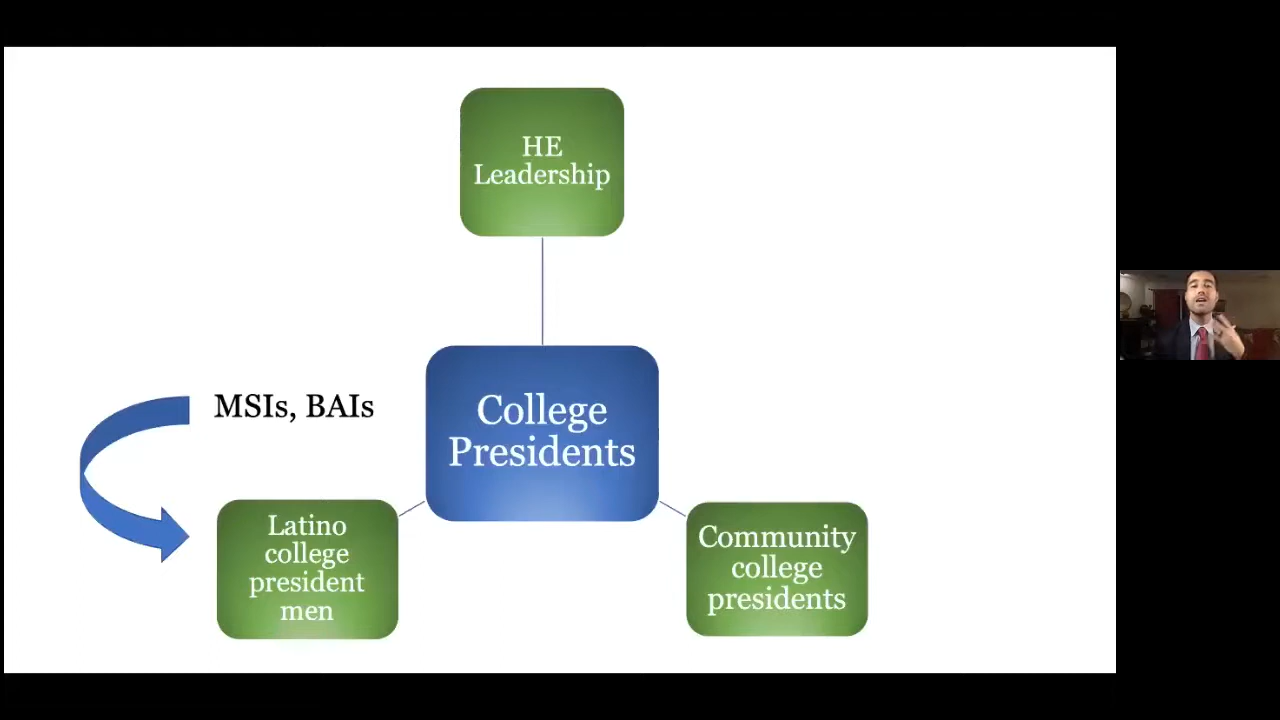 HE
Leadership
MSIs, BAIs
College
Presidents
Latino
college
president
men
Community
college
presidents